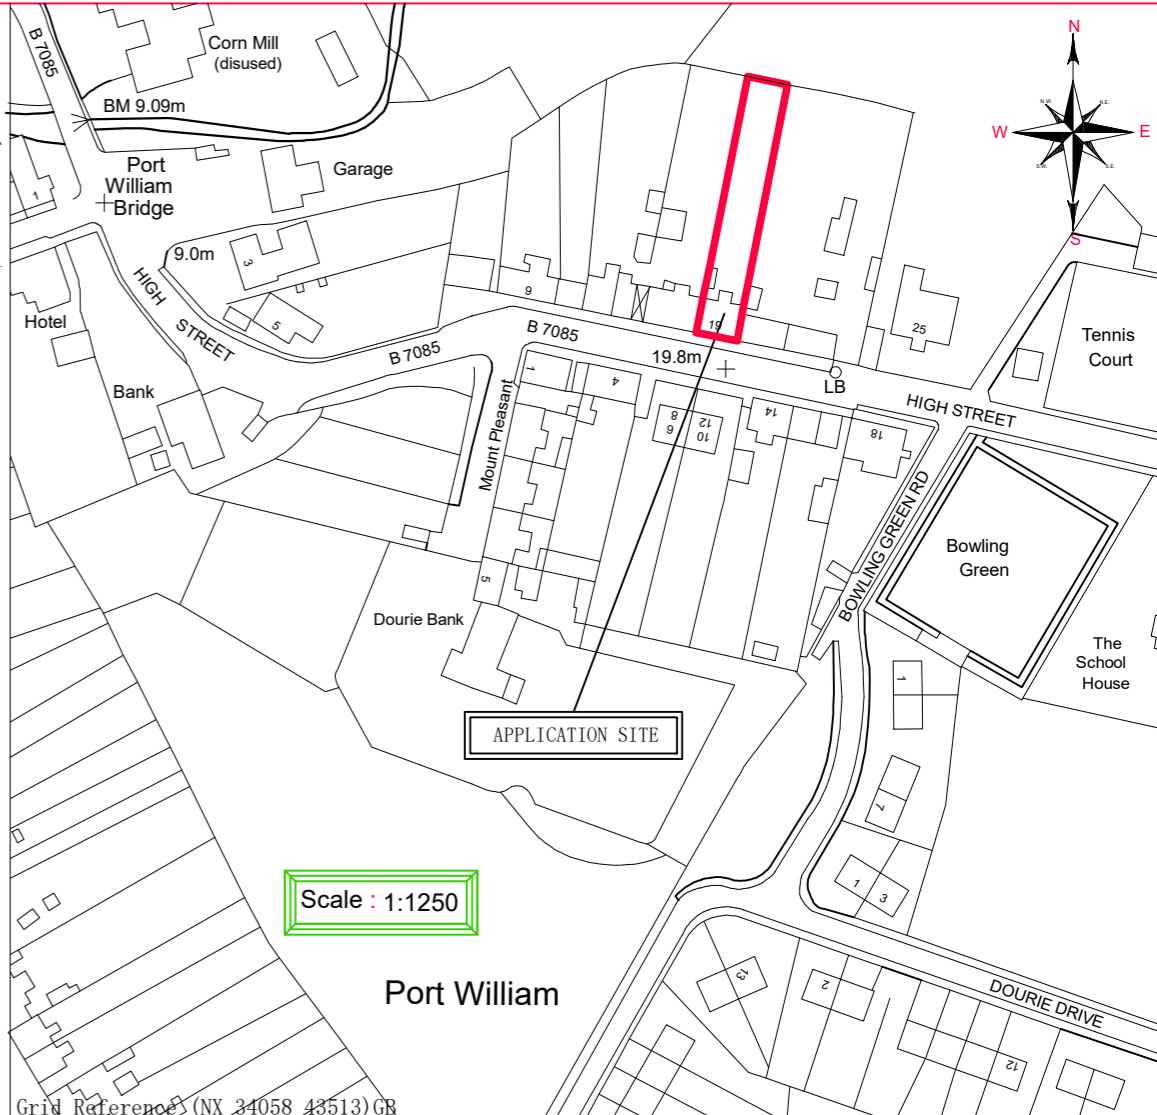 B 7085
Corn Mill
(disused)
BM 9.09m
N
N.W.
N.E.
W
E
S.W.
S.E.
S
Port
William
Bridge
Garage
1
9.0m
3
5
9
HIGH
STREET
Hotel
Bank
B 7085
B 7085
19
19.8m
LB
25
Tennis
Court
HIGH STREET
Mount Pleasant
1
4
8
6
12
10
14
18
BOWLING GREEN RD
Bowling
Green
The
School
House
5
Dourie Bank
APPLICATION SITE
1
7
1
3
Scale : 1:1250
Port William
13
2
DOURIE DRIVE
12
Grid Reference (NX 34058 43513)GB